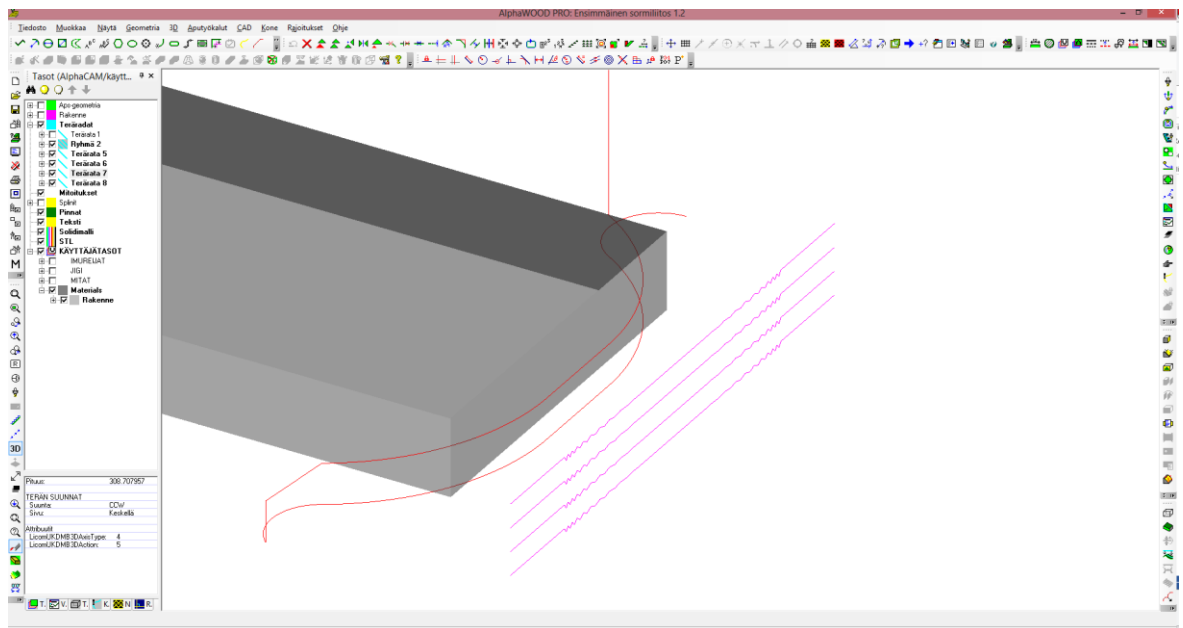 AlphaWOOD PRO: Ensimmäinen sormiliitos 1.2
Tiedosto Muokkaa Näytä Geometria 3D Aputyökalut CAD Kone Rajoitukset Ohje
Tasot (AlphaCAM/käytt...
Aps-geometria
Rakenne
Teräradat
Terärata 1
Ryhmä 2
Terärata 5
Terärata 6
Terärata 7
Terärata 8
Mitoitukset
Splinit
Pinnat
Teksti
Solidimalli
STL
KÄYTTÄJÄTASOT
IMUREIJAT
JIGI
MITAT
Materials
Rakenne
M
3D
Pituus: 308.707957
TERÄN SUUNNAT
Suunta: CCW
Sivu: Keskellä
Attribuutit
LicomUKDMB3DAxisType: 4
LicomUKDMB3DAction: 5
T. V. T. K. N R.